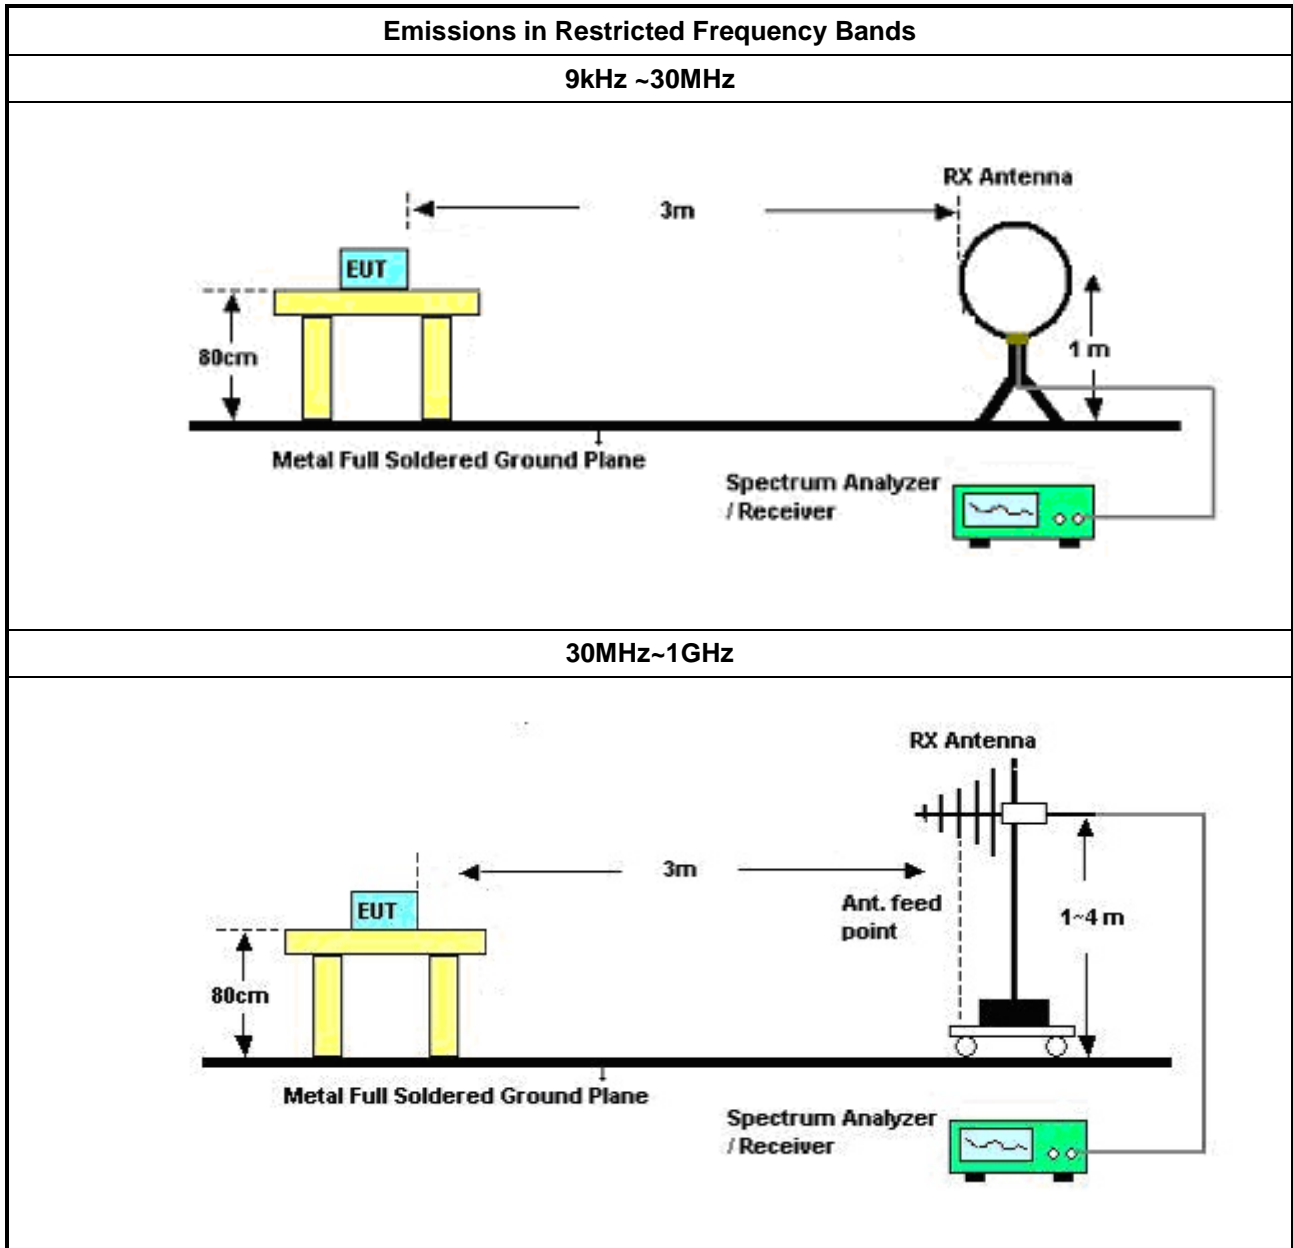 Emissions in Restricted Frequency Bands
9kHz ~30MHz
RX Antenna
3m
EUT
80cm
1 m
Metal Full Soldered Ground Plane
Spectrum Analyzer
/ Receiver
30MHz~1GHz
RX Antenna
3m
EUT
Ant. feed
point
1~4 m
80cm
Metal Full Soldered Ground Plane
Spectrum Analyzer
/ Receiver